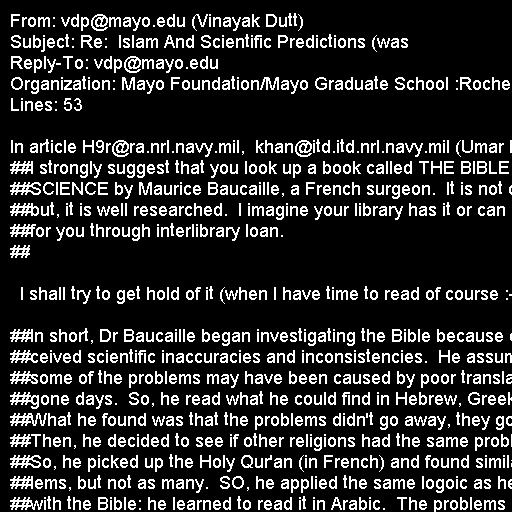 From: vdp@mayo.edu (Vinayak Dutt)
Subject: Re:  Islam And Scientific Predictions (was
Reply-To: vdp@mayo.edu
Organization: Mayo Foundation/Mayo Graduate School :Roche
Lines: 53

In article H9r@ra.nrl.navy.mil,  khan@itd.itd.nrl.navy.mil (Umar
##I strongly suggest that you look up a book called THE BIBLE
##SCIENCE by Maurice Baucaille, a French surgeon.  It is not
##but, it is well researched.  I imagine your library has it or can
##for you through interlibrary loan.
##

  I shall try to get hold of it (when I have time to read of course :-

##In short, Dr Baucaille began investigating the Bible because
##ceived scientific inaccuracies and inconsistencies.  He assum
##some of the problems may have been caused by poor transla
##gone days.  So, he read what he could find in Hebrew, Greek
##What he found was that the problems didn't go away, they go
##Then, he decided to see if other religions had the same probl
##So, he picked up the Holy Qur'an (in French) and found simila
##lems, but not as many.  SO, he applied the same logoic as he
##with the Bible: he learned to read it in Arabic.  The problems